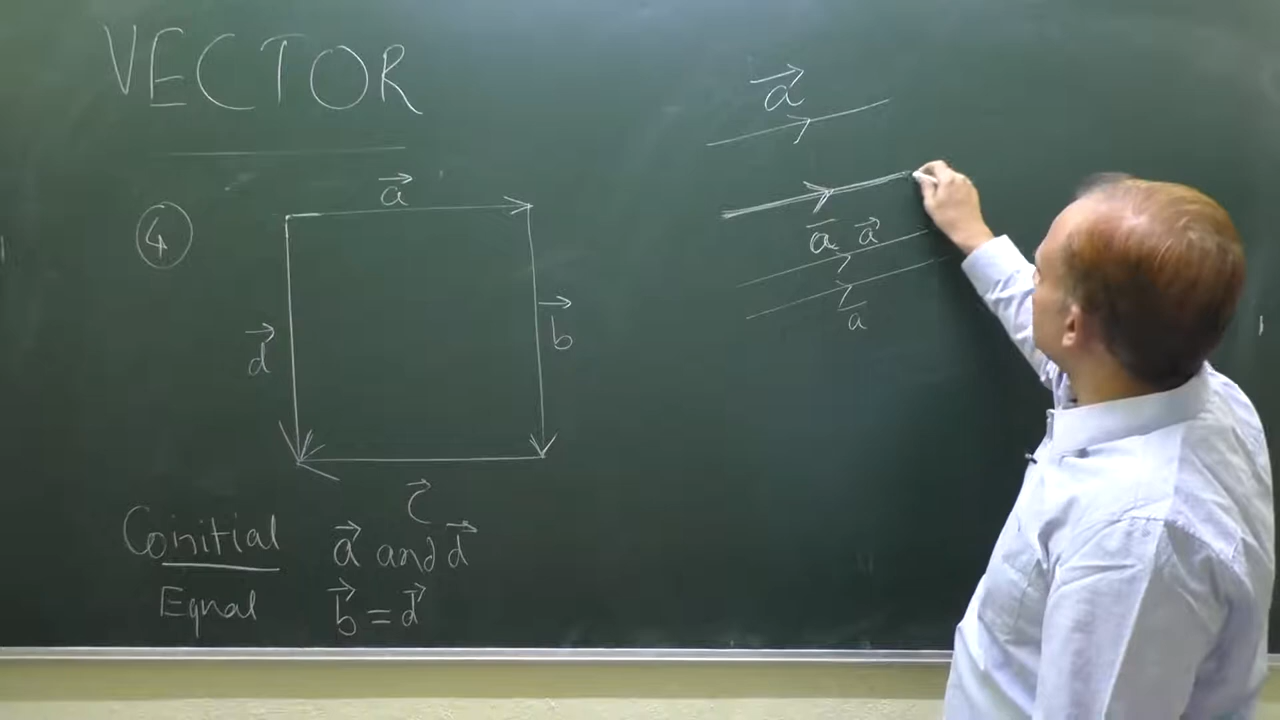 VECTOR
④
a⃗
b⃗
d⃗
c⃗
Coinitial a⃗ and d⃗
Equal b⃗ = d⃗
a⃗
a̅ a⃗
a̅